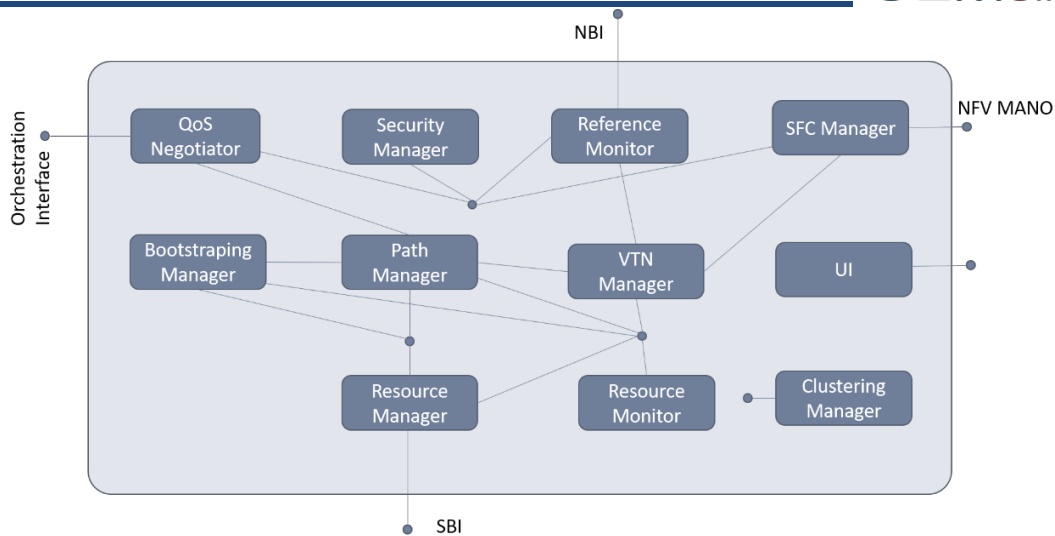 NBI
Orchestration
Interface
QoS
Negotiator
Security
Manager
Reference
Monitor
SFC Manager
NFV MANO
Bootstraping
Manager
Path
Manager
VTN
Manager
UI
Resource
Manager
Resource
Monitor
Clustering
Manager
SBI